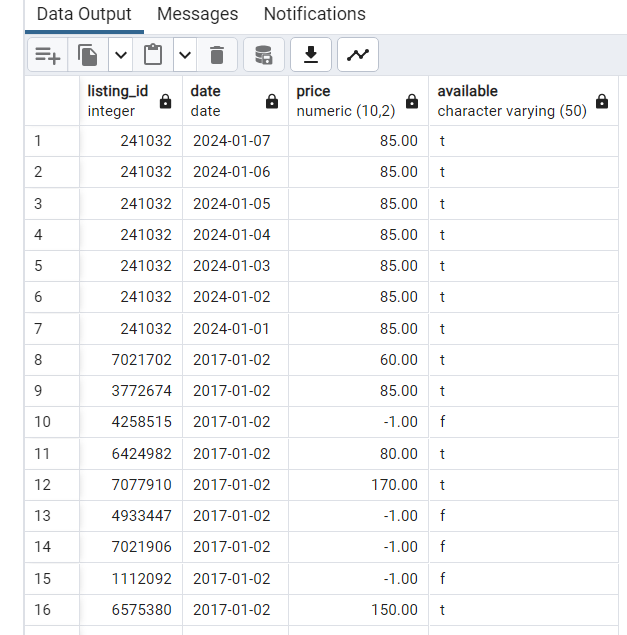 Data Output Messages Notifications
listing_id date price available
integer date numeric (10,2) character varying (50)
1 241032 2024-01-07 85.00 t
2 241032 2024-01-06 85.00 t
3 241032 2024-01-05 85.00 t
4 241032 2024-01-04 85.00 t
5 241032 2024-01-03 85.00 t
6 241032 2024-01-02 85.00 t
7 241032 2024-01-01 85.00 t
8 7021702 2017-01-02 60.00 t
9 3772674 2017-01-02 85.00 t
10 4258515 2017-01-02 -1.00 f
11 6424982 2017-01-02 80.00 t
12 7077910 2017-01-02 170.00 t
13 4933447 2017-01-02 -1.00 f
14 7021906 2017-01-02 -1.00 f
15 1112092 2017-01-02 -1.00 f
16 6575380 2017-01-02 150.00 t